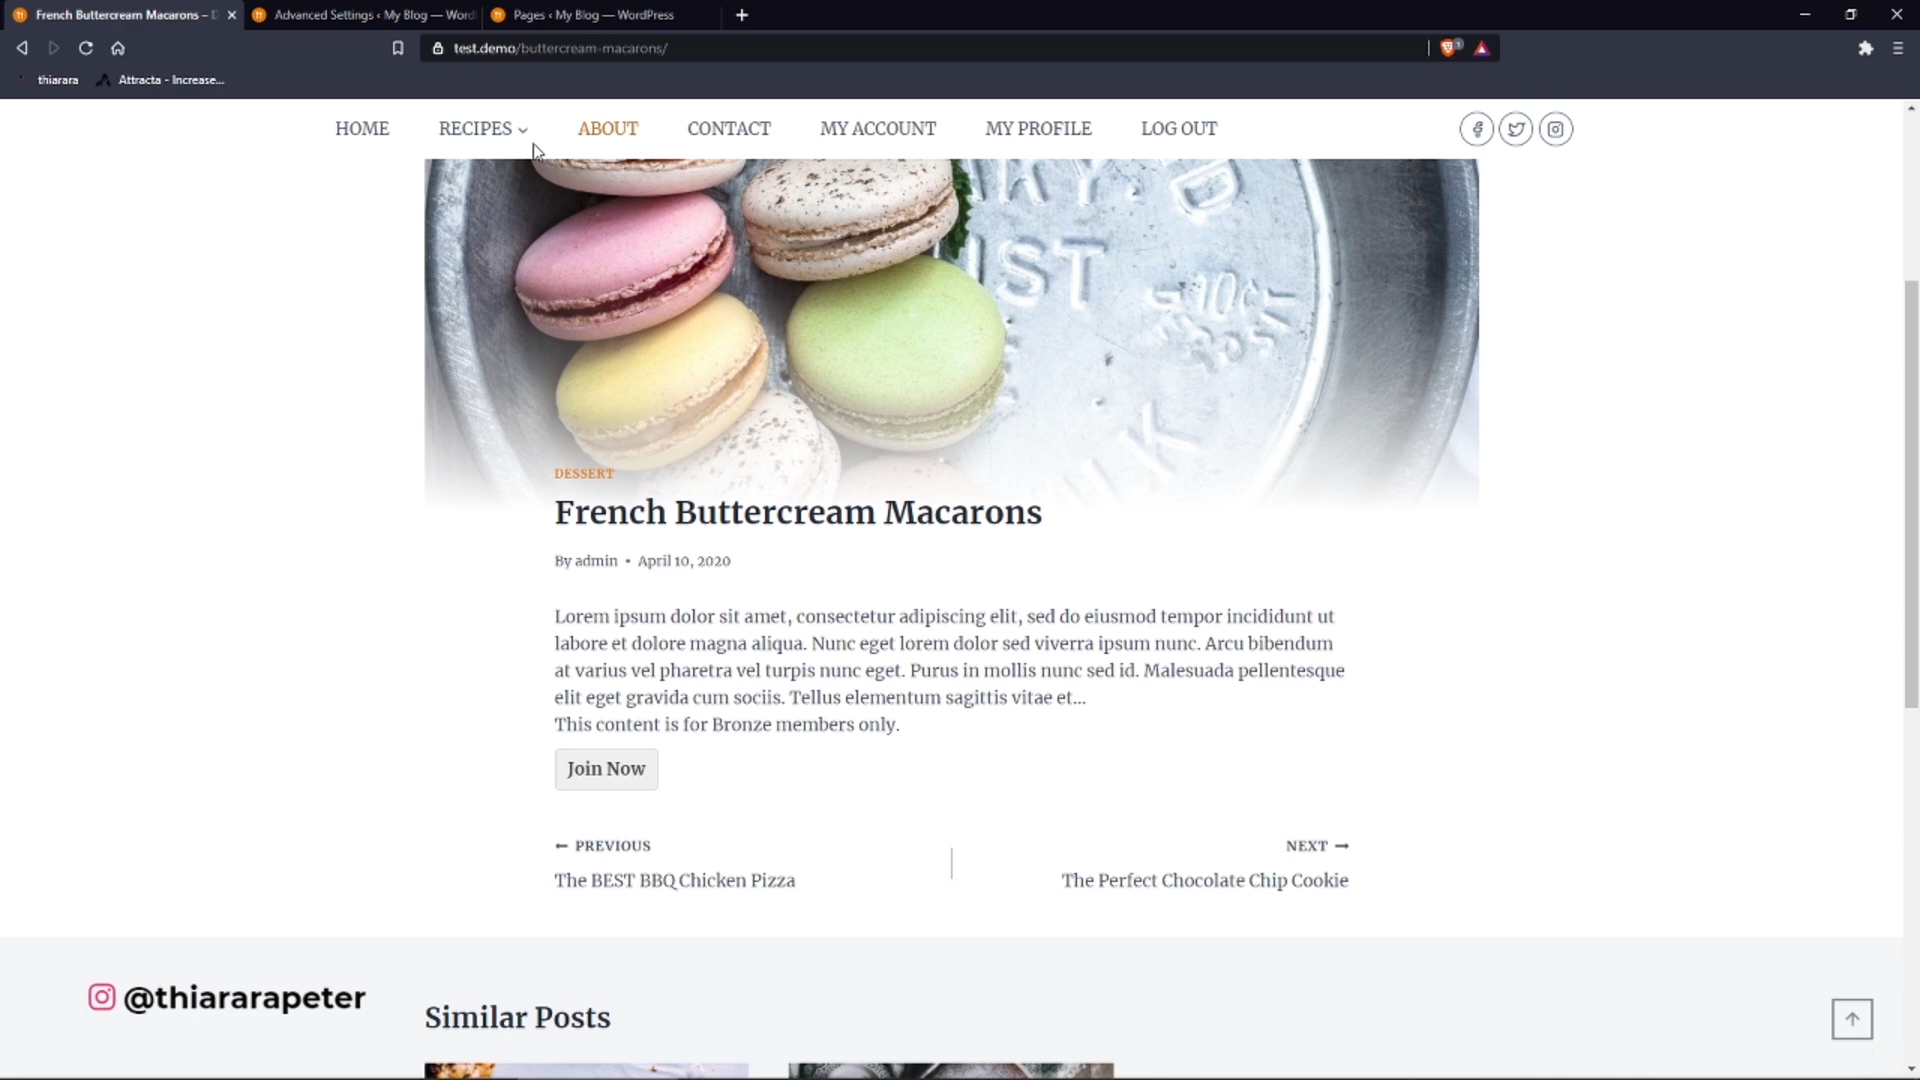 French Buttercream Macarons –
Advanced Settings ‹ My Blog — Word
Pages ‹ My Blog — WordPress
test.demo/buttercream-macarons/
thiarara
Attracta - Increase...
HOME
RECIPES
ABOUT
CONTACT
MY ACCOUNT
MY PROFILE
LOG OUT
DESSERT
French Buttercream Macarons
By admin • April 10, 2020
Lorem ipsum dolor sit amet, consectetur adipiscing elit, sed do eiusmod tempor incididunt ut
labore et dolore magna aliqua. Nunc eget lorem dolor sed viverra ipsum nunc. Arcu bibendum
at varius vel pharetra vel turpis nunc eget. Purus in mollis nunc sed id. Malesuada pellentesque
elit eget gravida cum sociis. Tellus elementum sagittis vitae et...
This content is for Bronze members only.
Join Now
← PREVIOUS
NEXT →
The BEST BBQ Chicken Pizza
The Perfect Chocolate Chip Cookie
@thiararapeter
Similar Posts